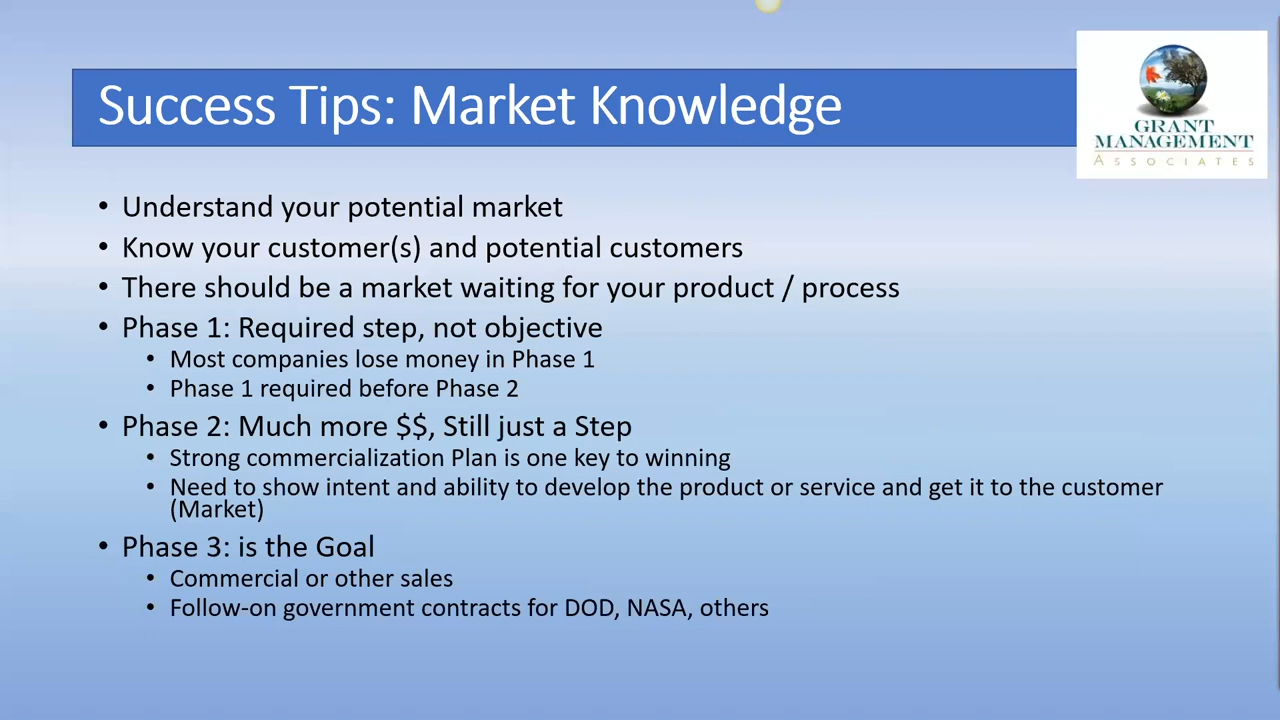 Success Tips: Market Knowledge
GRANT
MANAGEMENT
ASSOCIATES
• Understand your potential market
• Know your customer(s) and potential customers
• There should be a market waiting for your product / process
• Phase 1: Required step, not objective
• Most companies lose money in Phase 1
• Phase 1 required before Phase 2
• Phase 2: Much more $$, Still just a Step
• Strong commercialization Plan is one key to winning
• Need to show intent and ability to develop the product or service and get it to the customer
(Market)
• Phase 3: is the Goal
• Commercial or other sales
• Follow-on government contracts for DOD, NASA, others